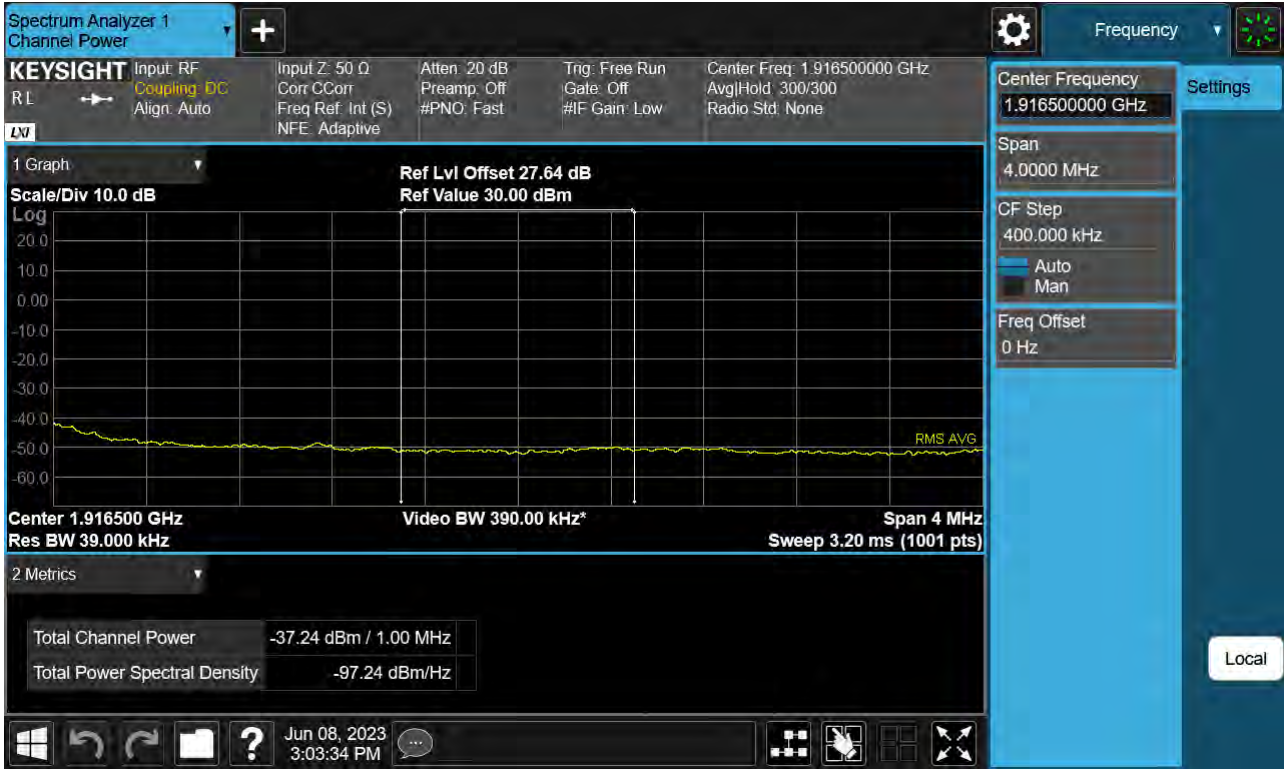 Spectrum Analyzer 1
Channel Power
+
Frequency
KEYSIGHT
RL
LXI
Input: RF
Coupling: DC
Align: Auto
Input Z: 50 Ω
Corr CCorr
Freq Ref: Int (S)
NFE: Adaptive
Atten: 20 dB
Preamp: Off
#PNO: Fast
Trig: Free Run
Gate: Off
#IF Gain: Low
Center Freq: 1.916500000 GHz
Avg|Hold: 300/300
Radio Std: None
1 Graph
Scale/Div 10.0 dB
Ref Lvl Offset 27.64 dB
Ref Value 30.00 dBm
Log
20.0
10.0
0.00
-10.0
-20.0
-30.0
-40.0
-50.0
-60.0
RMS AVG
Center 1.916500 GHz
Video BW 390.00 kHz*
Span 4 MHz
Res BW 39.000 kHz
Sweep 3.20 ms (1001 pts)
2 Metrics
Total Channel Power -37.24 dBm / 1.00 MHz
Total Power Spectral Density -97.24 dBm/Hz
Center Frequency
1.916500000 GHz
Settings
Span
4.0000 MHz
CF Step
400.000 kHz
Auto
Man
Freq Offset
0 Hz
Local
?
Jun 08, 2023
3:03:34 PM